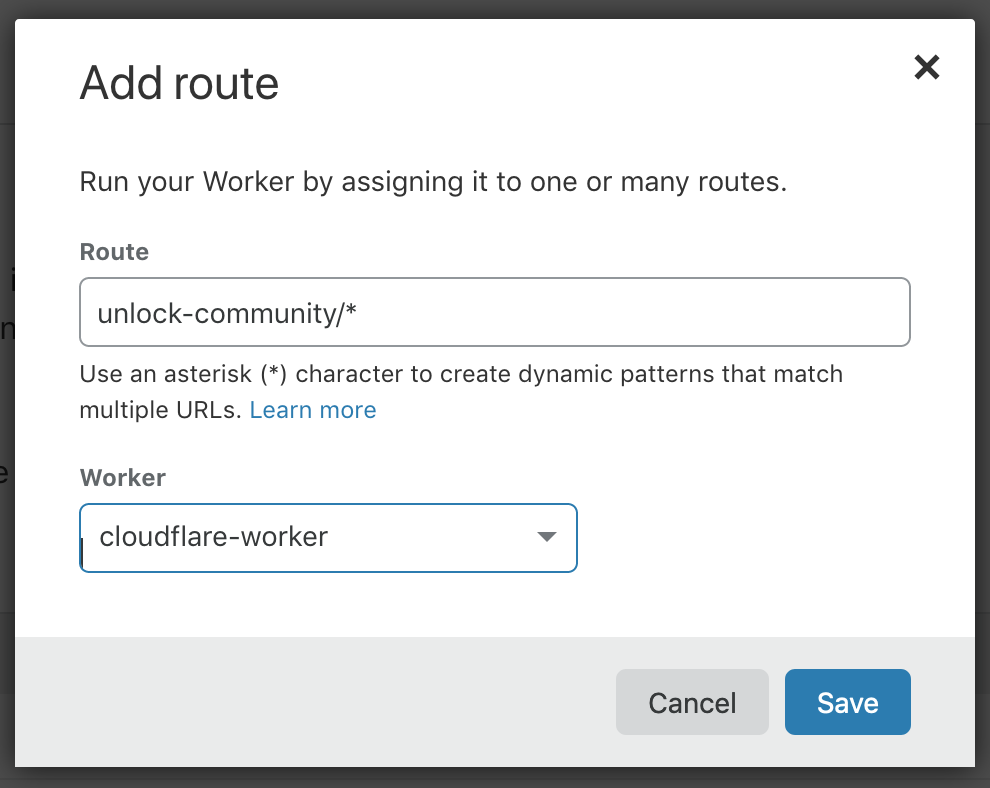 Add route
Run your Worker by assigning it to one or many routes.
Route
unlock-community/*
Use an asterisk (*) character to create dynamic patterns that match
multiple URLs. Learn more
Worker
cloudflare-worker
Cancel
Save